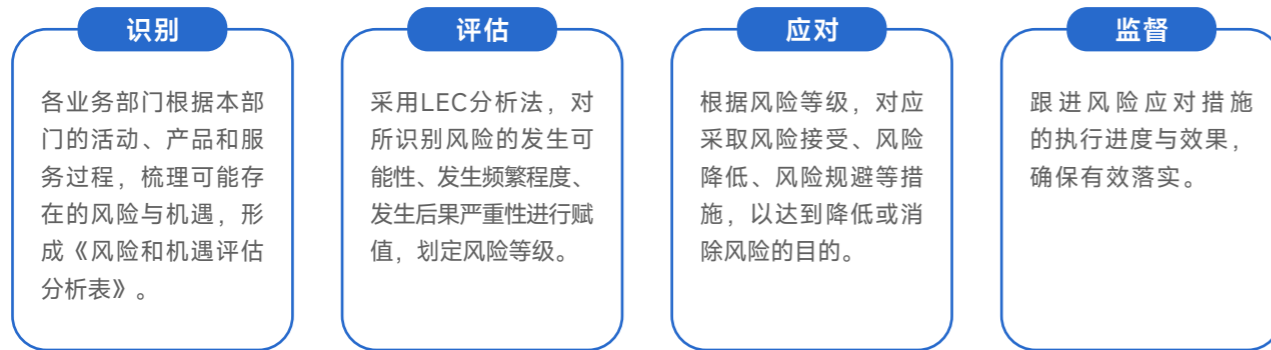 识别
各业务部门根据本部
门的活动、产品和服
务过程，梳理可能存
在的风险与机遇，形
成《风险和机遇评估
分析表》。
评估
采用LEC分析法，对
所识别风险的发生可
能性、发生频繁程度、
发生后果严重性进行赋
值，划定风险等级。
应对
根据风险等级，对应
采取风险接受、风险
降低、风险规避等措
施，以达到降低或消
除风险的目的。
监督
跟进风险应对措施
的执行进度与效果，
确保有效落实。